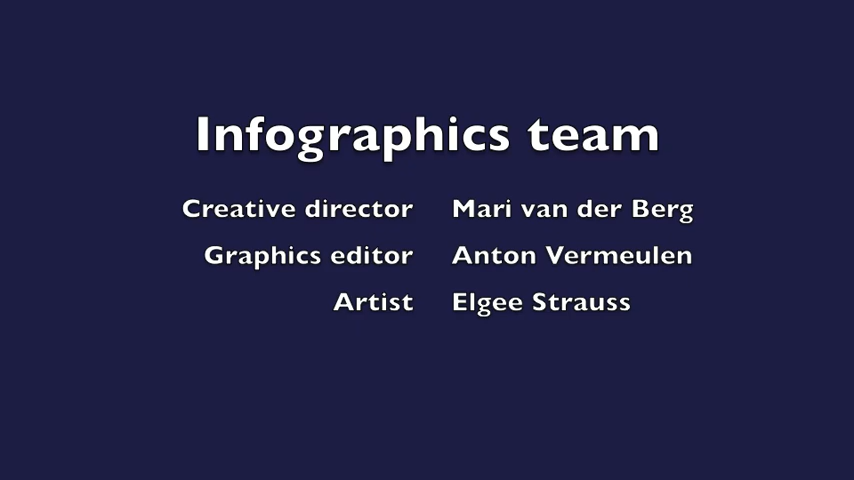 Infographics team
Creative director Mari van der Berg
Graphics editor Anton Vermeulen
Artist Elgee Strauss